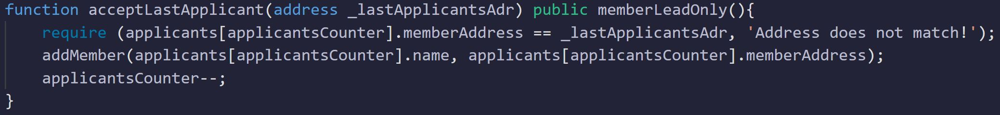 function acceptLastApplicant(address _lastApplicantsAdr) public memberLeadOnly(){
    require (applicants[applicantsCounter].memberAddress == _lastApplicantsAdr, 'Address does not match!');
    addMember(applicants[applicantsCounter].name, applicants[applicantsCounter].memberAddress);
    applicantsCounter--;
}